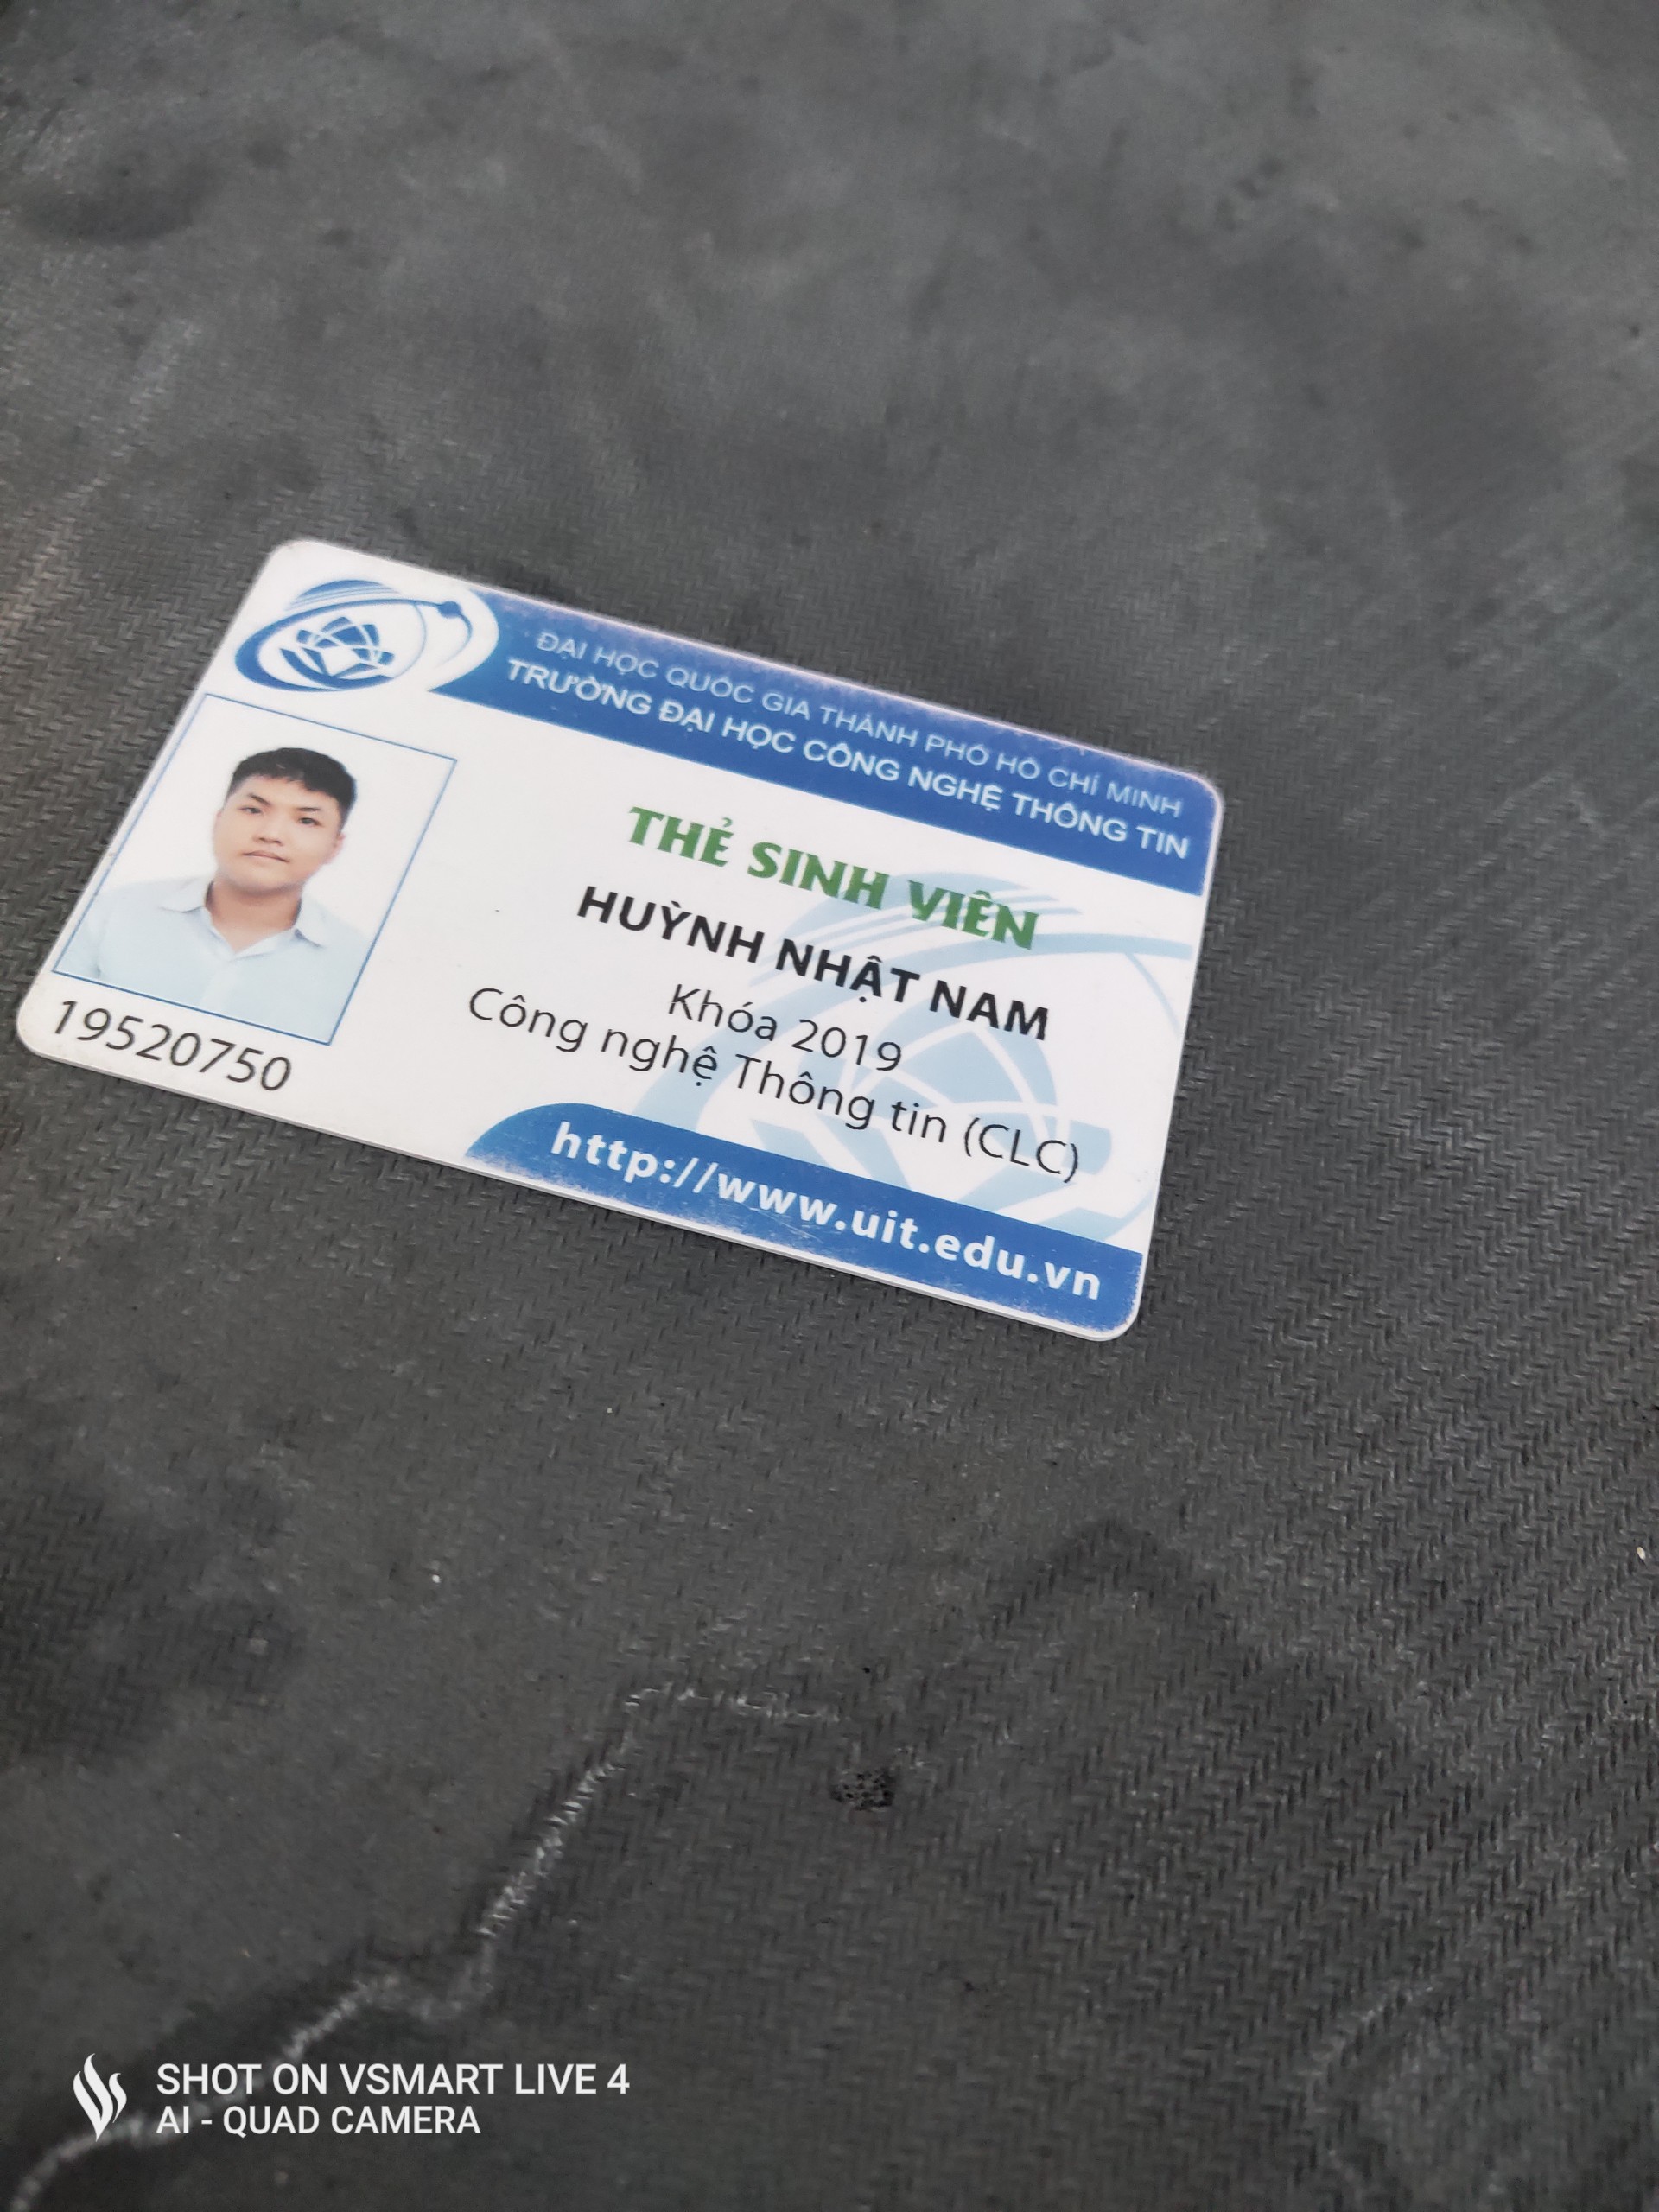 ĐẠI HỌC QUỐC GIA THÀNH PHỐ HỒ CHÍ MINH
TRƯỜNG ĐẠI HỌC CÔNG NGHỆ THÔNG TIN
THẺ SINH VIÊN
HUỲNH NHẬT NAM
Khóa 2019
Công nghệ Thông tin (CLC)
19520750
http://www.uit.edu.vn
SHOT ON VSMART LIVE 4
AI - QUAD CAMERA